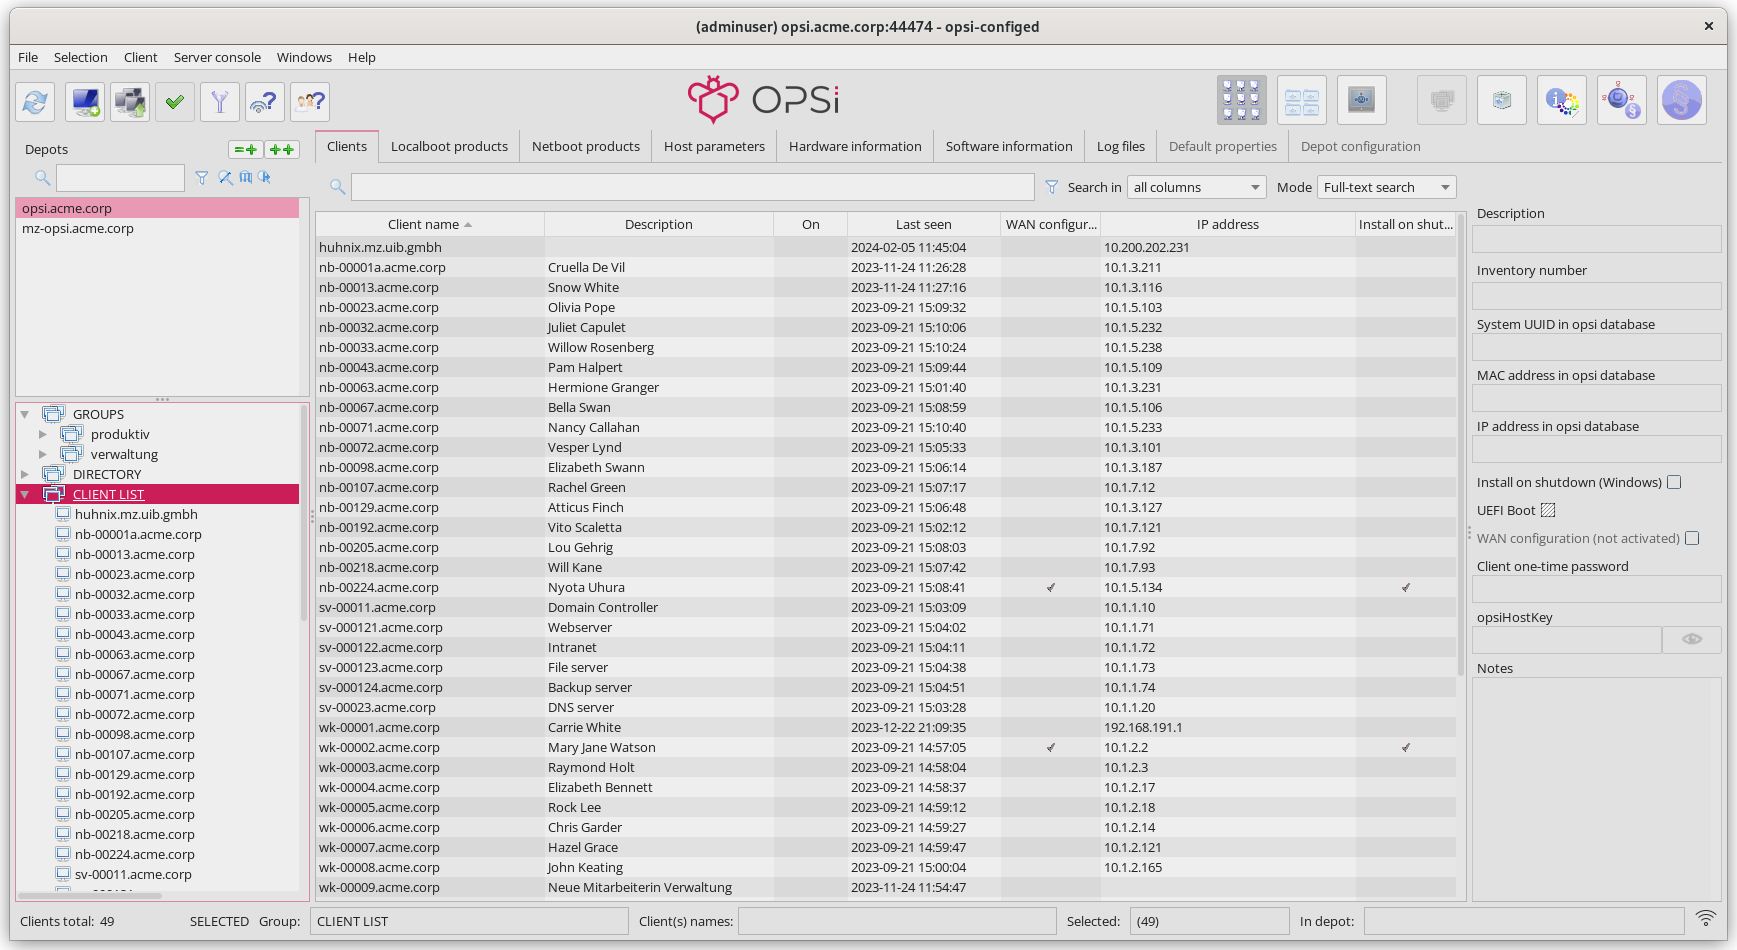 (adminuser) opsi.acme.corp:44474 - opsi-configed
File Selection Client Server console Windows Help
OPSi
Depots
Clients Localboot products Netboot products Host parameters Hardware information Software information Log files Default properties Depot configuration
Search in all columns Mode Full-text search
opsi.acme.corp
mz-opsi.acme.corp
GROUPS
produktiv
verwaltung
DIRECTORY
CLIENT LIST
huhnix.mz.uib.gmbh
nb-00001a.acme.corp
nb-00013.acme.corp
nb-00023.acme.corp
nb-00032.acme.corp
nb-00033.acme.corp
nb-00043.acme.corp
nb-00063.acme.corp
nb-00067.acme.corp
nb-00071.acme.corp
nb-00072.acme.corp
nb-00098.acme.corp
nb-00107.acme.corp
nb-00129.acme.corp
nb-00192.acme.corp
nb-00205.acme.corp
nb-00218.acme.corp
nb-00224.acme.corp
sv-00011.acme.corp
Client name Description On Last seen WAN configur... IP address Install on shut...
huhnix.mz.uib.gmbh 2024-02-05 11:45:04 10.200.202.231
nb-00001a.acme.corp Cruella De Vil 2023-11-24 11:26:28 10.1.3.211
nb-00013.acme.corp Snow White 2023-11-24 11:27:16 10.1.3.116
nb-00023.acme.corp Olivia Pope 2023-09-21 15:09:32 10.1.5.103
nb-00032.acme.corp Juliet Capulet 2023-09-21 15:10:06 10.1.5.232
nb-00033.acme.corp Willow Rosenberg 2023-09-21 15:10:24 10.1.5.238
nb-00043.acme.corp Pam Halpert 2023-09-21 15:09:44 10.1.5.109
nb-00063.acme.corp Hermione Granger 2023-09-21 15:01:40 10.1.3.231
nb-00067.acme.corp Bella Swan 2023-09-21 15:08:59 10.1.5.106
nb-00071.acme.corp Nancy Callahan 2023-09-21 15:10:40 10.1.5.233
nb-00072.acme.corp Vesper Lynd 2023-09-21 15:05:33 10.1.3.101
nb-00098.acme.corp Elizabeth Swann 2023-09-21 15:06:14 10.1.3.187
nb-00107.acme.corp Rachel Green 2023-09-21 15:07:17 10.1.7.12
nb-00129.acme.corp Atticus Finch 2023-09-21 15:06:48 10.1.3.127
nb-00192.acme.corp Vito Scaletta 2023-09-21 15:02:12 10.1.7.121
nb-00205.acme.corp Lou Gehrig 2023-09-21 15:08:03 10.1.7.92
nb-00218.acme.corp Will Kane 2023-09-21 15:07:42 10.1.7.93
nb-00224.acme.corp Nyota Uhura 2023-09-21 15:08:41 10.1.5.134
sv-00011.acme.corp Domain Controller 2023-09-21 15:03:09 10.1.1.10
sv-000121.acme.corp Webserver 2023-09-21 15:04:02 10.1.1.71
sv-000122.acme.corp Intranet 2023-09-21 15:04:11 10.1.1.72
sv-000123.acme.corp File server 2023-09-21 15:04:38 10.1.1.73
sv-000124.acme.corp Backup server 2023-09-21 15:04:51 10.1.1.74
sv-00023.acme.corp DNS server 2023-09-21 15:03:28 10.1.1.20
wk-00001.acme.corp Carrie White 2023-12-22 21:09:35 192.168.191.1
wk-00002.acme.corp Mary Jane Watson 2023-09-21 14:57:05 10.1.2.2
wk-00003.acme.corp Raymond Holt 2023-09-21 14:58:04 10.1.2.3
wk-00004.acme.corp Elizabeth Bennett 2023-09-21 14:58:37 10.1.2.17
wk-00005.acme.corp Rock Lee 2023-09-21 14:59:12 10.1.2.18
wk-00006.acme.corp Chris Garder 2023-09-21 14:59:27 10.1.2.14
wk-00007.acme.corp Hazel Grace 2023-09-21 14:59:47 10.1.2.121
wk-00008.acme.corp John Keating 2023-09-21 15:00:04 10.1.2.165
wk-00009.acme.corp Neue Mitarbeiterin Verwaltung 2023-11-24 11:54:47
Description
Inventory number
System UUID in opsi database
MAC address in opsi database
IP address in opsi database
Install on shutdown (Windows)
UEFI Boot
WAN configuration (not activated)
Client one-time password
opsiHostKey
Notes
Clients total: 49 SELECTED Group: CLIENT LIST Client(s) names: Selected: (49) In depot: